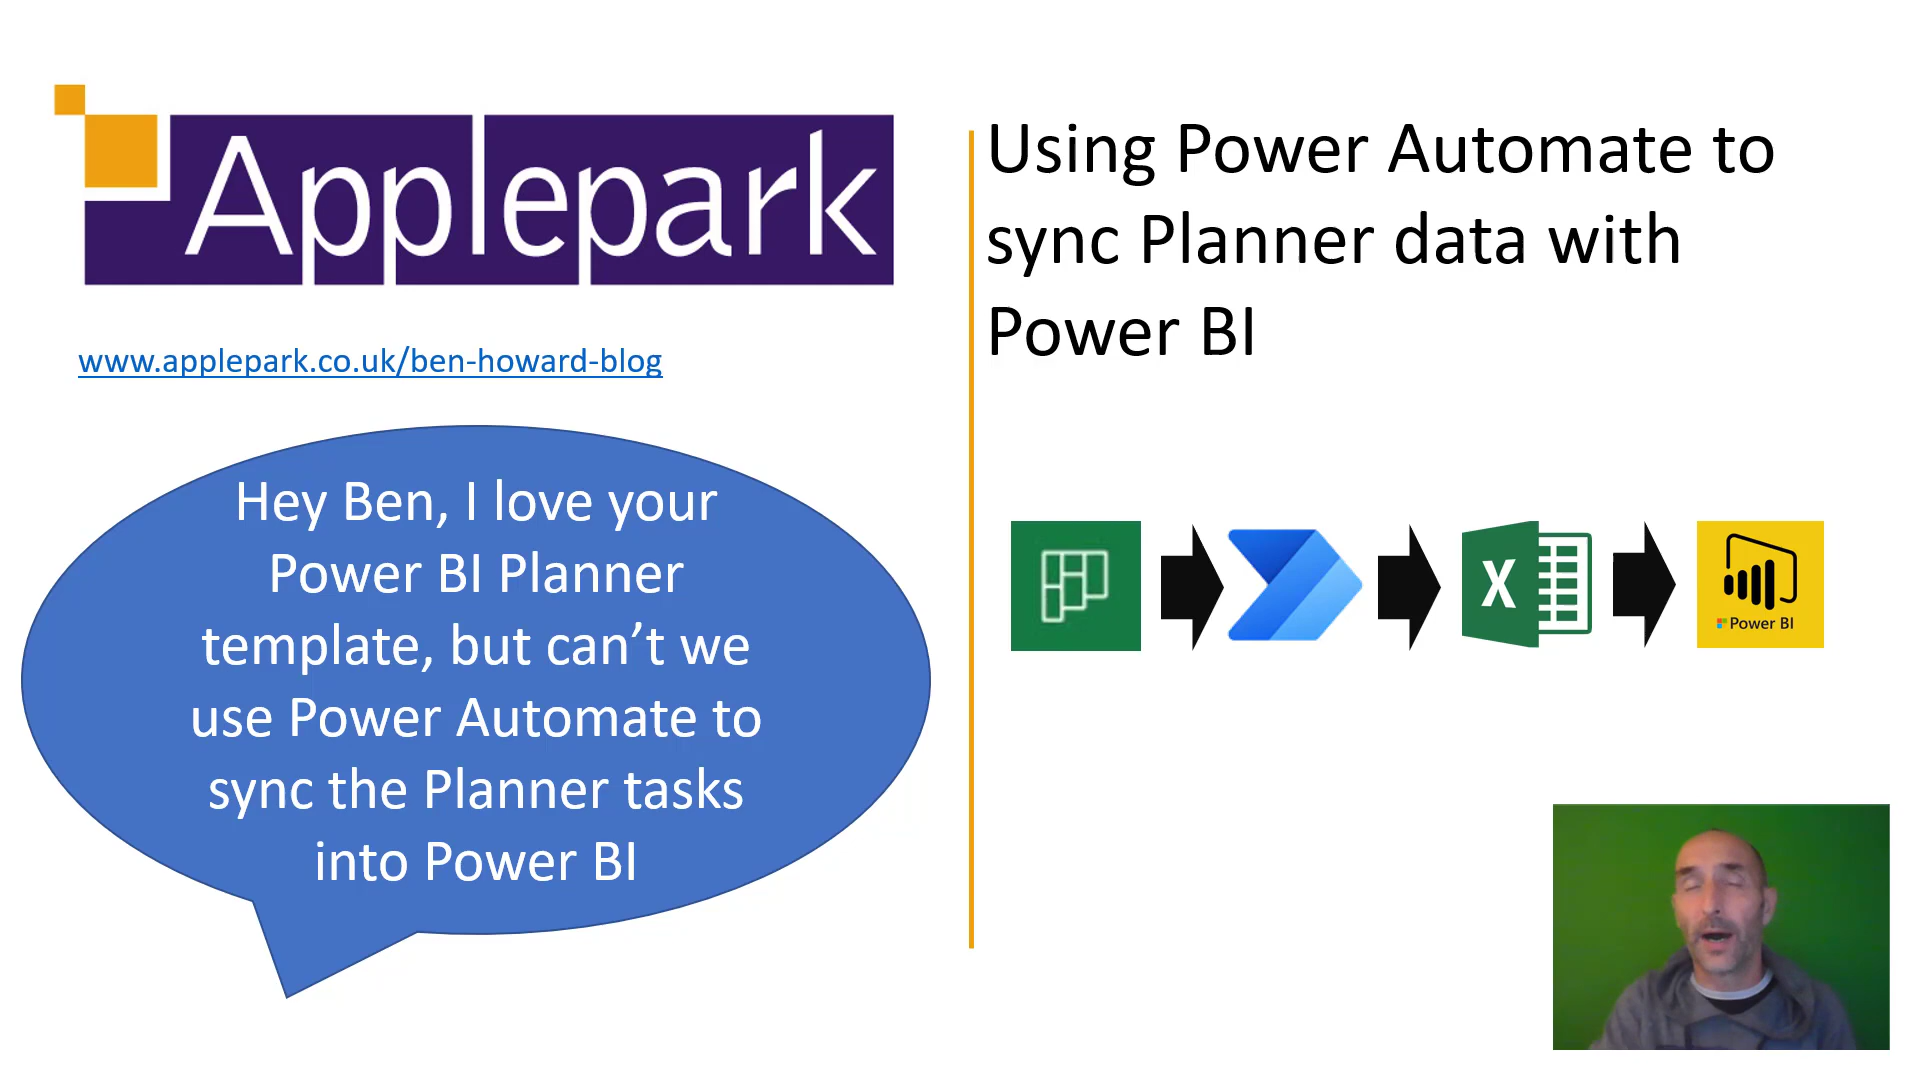 Applepark
www.applepark.co.uk/ben-howard-blog
Hey Ben, I love your
Power BI Planner
template, but can’t we
use Power Automate to
sync the Planner tasks
into Power BI
Using Power Automate to
sync Planner data with
Power BI
X
Power BI